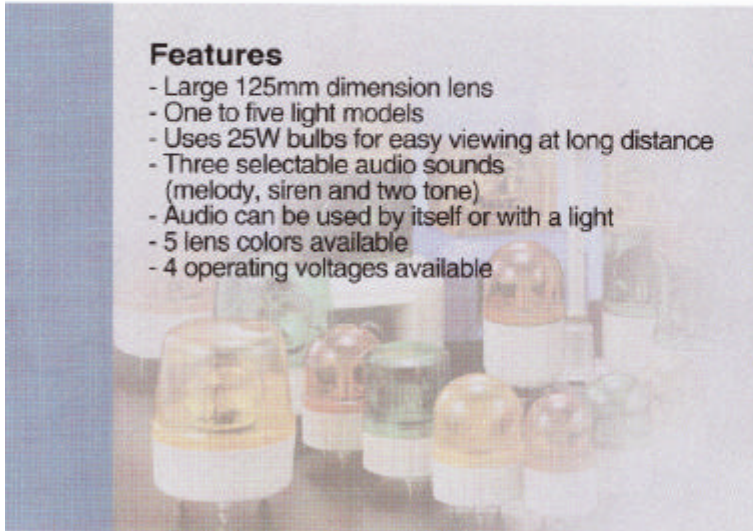 Features
- Large 125mm dimension lens
- One to five light models
- Uses 25W bulbs for easy viewing at long distance
- Three selectable audio sounds
(melody, siren and two tone)
- Audio can be used by itself or with a light
- 5 lens colors available
- 4 operating voltages available